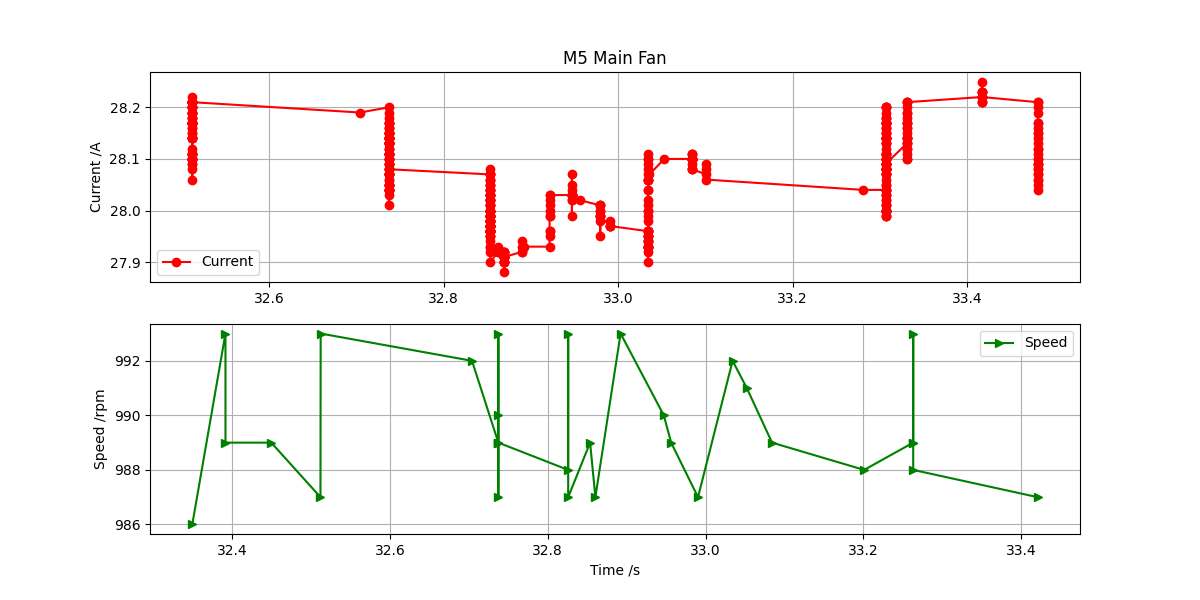 M5 Main Fan
Current /A
28.2
28.1
28.0
27.9
Current
32.6 32.8 33.0 33.2 33.4
Speed /rpm
992
990
988
986
Speed
32.4 32.6 32.8 33.0 33.2 33.4
Time /s